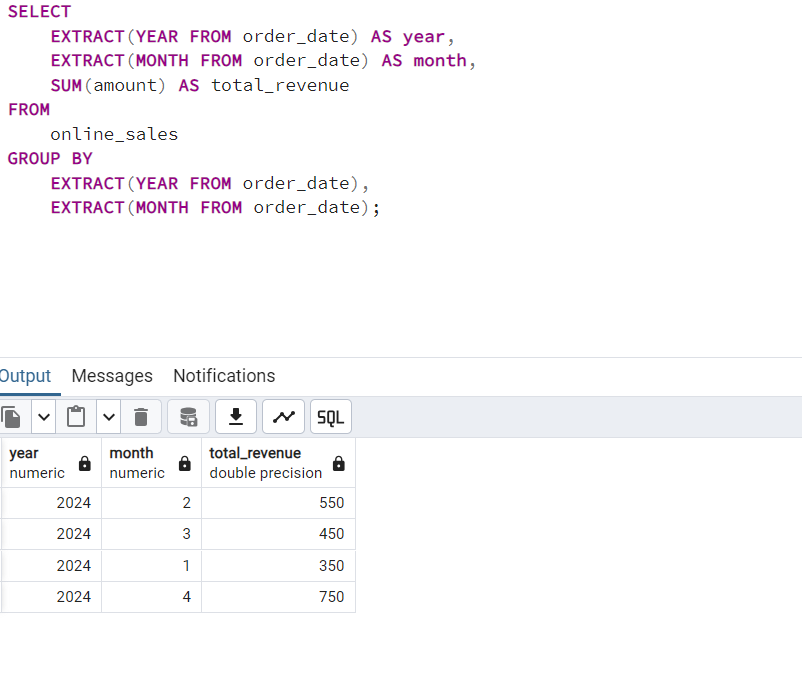 SELECT
    EXTRACT(YEAR FROM order_date) AS year,
    EXTRACT(MONTH FROM order_date) AS month,
    SUM(amount) AS total_revenue
FROM
    online_sales
GROUP BY
    EXTRACT(YEAR FROM order_date),
    EXTRACT(MONTH FROM order_date);
Output Messages Notifications
SQL
year month total_revenue
numeric numeric double precision
2024 2 550
2024 3 450
2024 1 350
2024 4 750